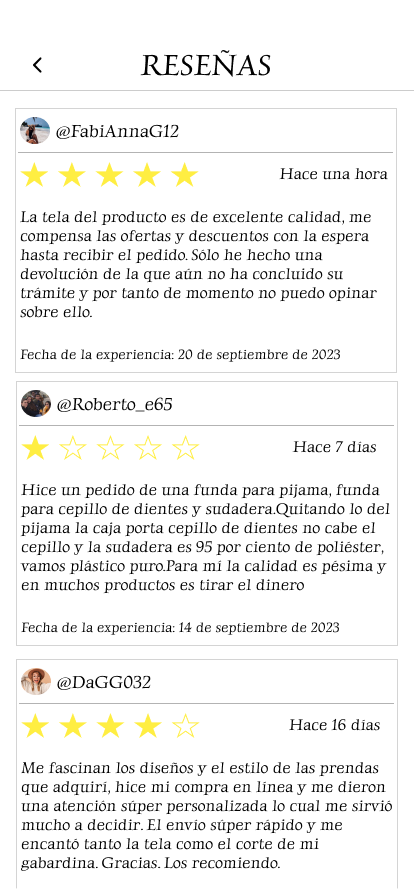 RESEÑAS
@FabiAnnaG12
Hace una hora
La tela del producto es de excelente calidad, me
compensa las ofertas y descuentos con la espera
hasta recibir el pedido. Sólo he hecho una
devolución de la que aún no ha concluido su
trámite y por tanto de momento no puedo opinar
sobre ello.
Fecha de la experiencia: 20 de septiembre de 2023
@Roberto_e65
Hace 7 días
Hice un pedido de una funda para pijama, funda
para cepillo de dientes y sudadera.Quitando lo del
pijama la caja porta cepillo de dientes no cabe el
cepillo y la sudadera es 95 por ciento de poliéster,
vamos plástico puro.Para mí la calidad es pésima y
en muchos productos es tirar el dinero
Fecha de la experiencia: 14 de septiembre de 2023
@DaGG032
Hace 16 días
Me fascinan los diseños y el estilo de las prendas
que adquirí, hice mi compra en línea y me dieron
una atención súper personalizada lo cual me sirvió
mucho a decidir. El envío súper rápido y me
encantó tanto la tela como el corte de mi
gabardina. Gracias. Los recomiendo.